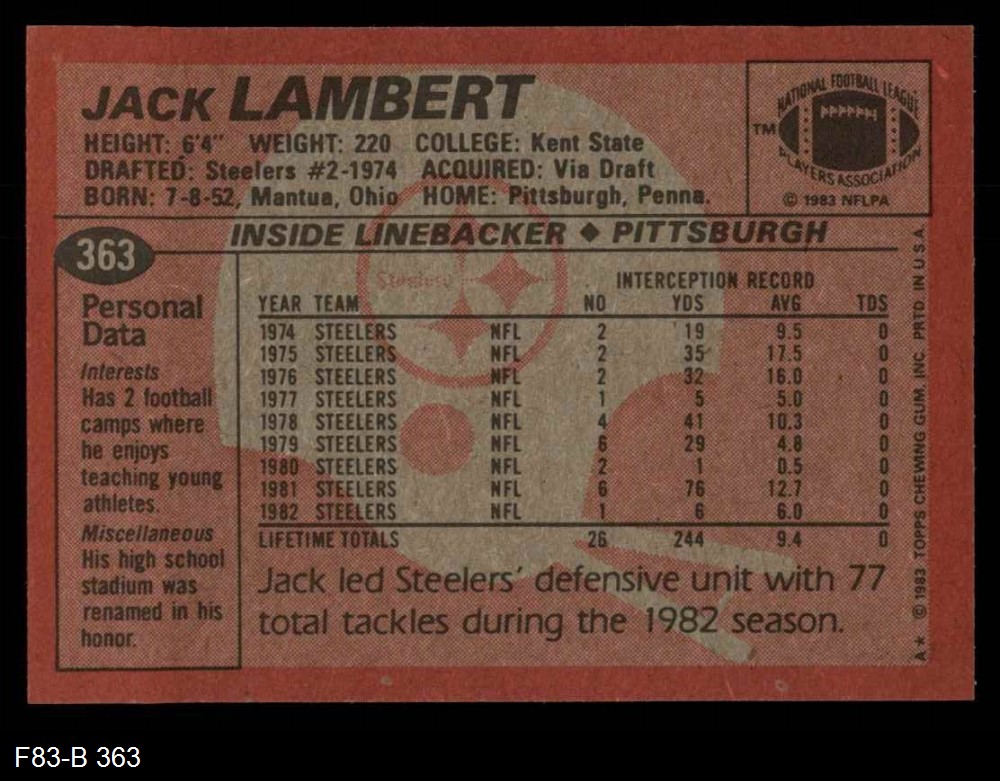 JACK LAMBERT
HEIGHT: 6'4" WEIGHT: 220 COLLEGE: Kent State
DRAFTED: Steelers #2-1974 ACQUIRED: Via Draft
BORN: 7-8-52, Mantua, Ohio HOME: Pittsburgh, Penna.
NATIONAL FOOTBALL LEAGUE
TM
PLAYERS ASSOCIATION
© 1983 NFLPA
363
INSIDE LINEBACKER ◆ PITTSBURGH
Personal
Data
Interests
Has 2 football
camps where
he enjoys
teaching young
athletes.
Miscellaneous
His high school
stadium was
renamed in his
honor.
Steelers
INTERCEPTION RECORD
YEAR TEAM NO YDS AVG TDS
1974 STEELERS NFL 2 19 9.5 0
1975 STEELERS NFL 2 35 17.5 0
1976 STEELERS NFL 2 32 16.0 0
1977 STEELERS NFL 1 5 5.0 0
1978 STEELERS NFL 4 41 10.3 0
1979 STEELERS NFL 6 29 4.8 0
1980 STEELERS NFL 2 1 0.5 0
1981 STEELERS NFL 6 76 12.7 0
1982 STEELERS NFL 1 6 6.0 0
LIFETIME TOTALS 26 244 9.4 0
Jack led Steelers' defensive unit with 77
total tackles during the 1982 season.
A★ © 1983 TOPPS CHEWING GUM, INC. PRTD. IN U.S.A.
F83-B 363